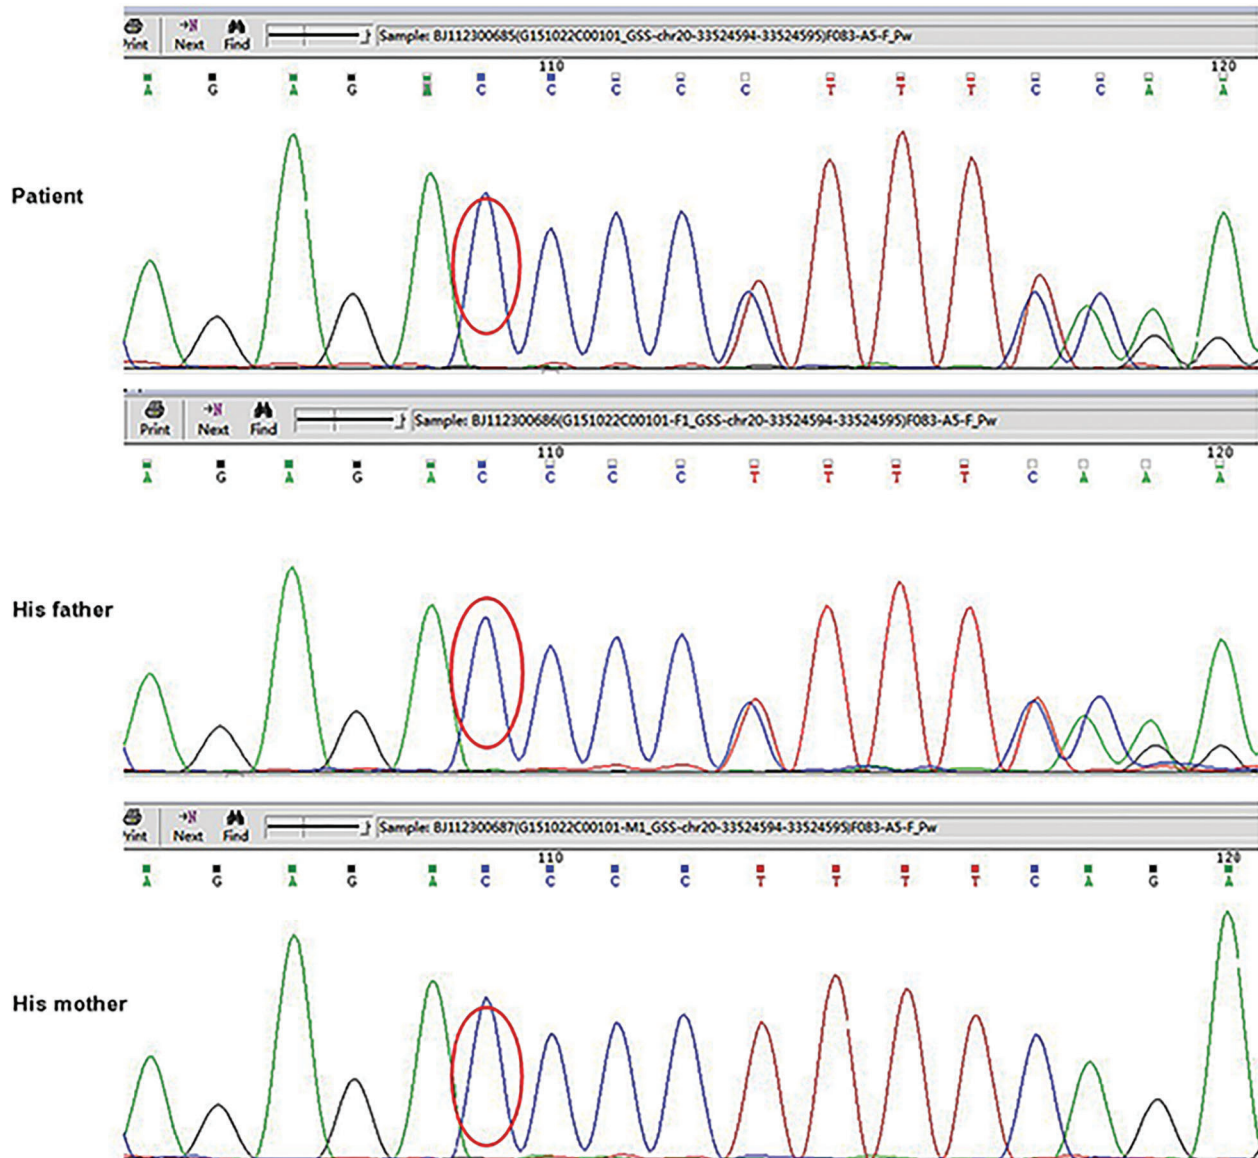 Print Next Find Sample: BJ112300685(G151022C00101_GSS-chr20-33524594-33524595)F083-A5-F_Pw
110 120
A G A G A C C C C C T T T C C A A
Patient
Print Next Find Sample: BJ112300686(G151022C00101-F1_GSS-chr20-33524594-33524595)F083-A5-F_Pw
110 120
A G A G A C C C C T T T T C A A A
His father
Print Next Find Sample: BJ112300687(G151022C00101-M1_GSS-chr20-33524594-33524595)F083-A5-F_Pw
110 120
A G A G A C C C C T T T T C A G A
His mother